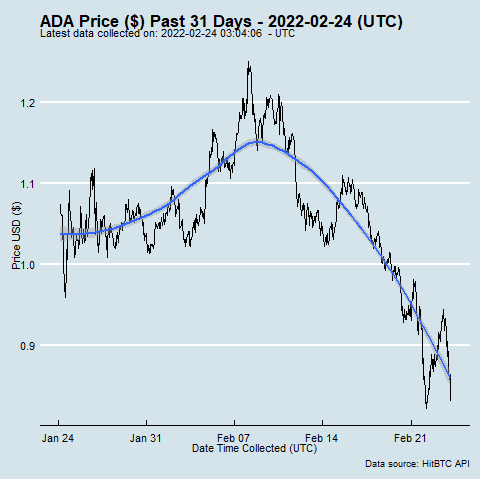 ADA Price ($) Past 31 Days - 2022-02-24 (UTC)
Latest data collected on: 2022-02-24 03:04:06  - UTC
Price USD ($)
1.2
1.1
1.0
0.9
Jan 24
Jan 31
Feb 07
Feb 14
Feb 21
Date Time Collected (UTC)
Data source: HitBTC API